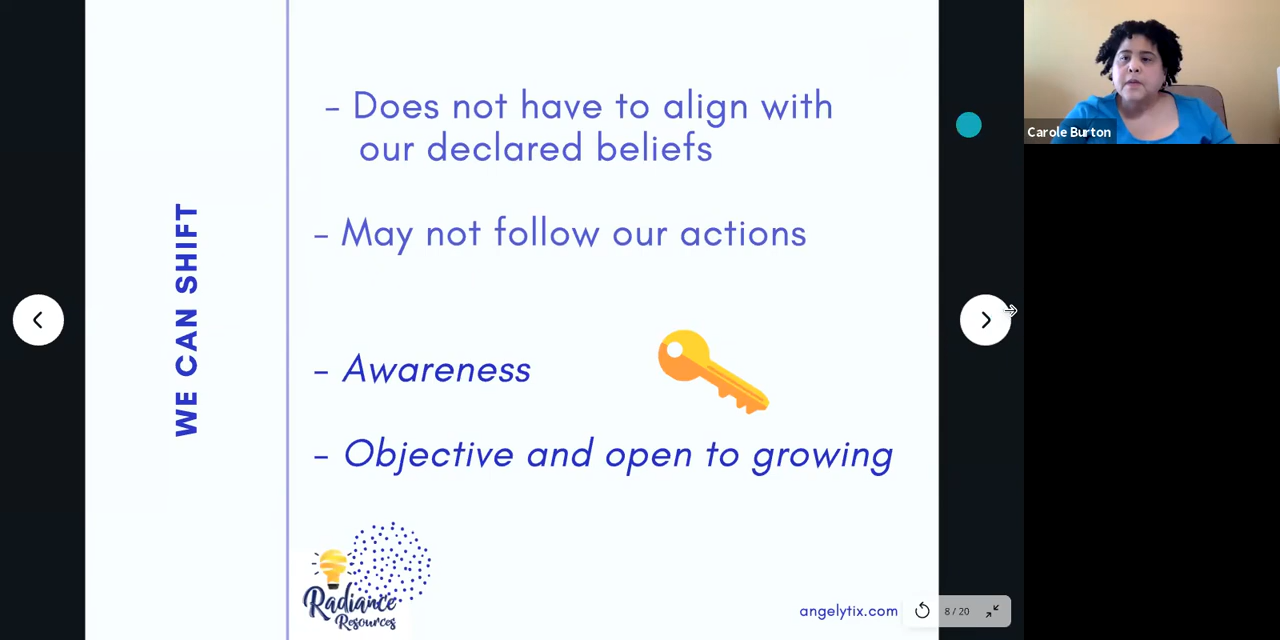 WE CAN SHIFT
- Does not have to align with
our declared beliefs
- May not follow our actions
- Awareness
- Objective and open to growing
Radiance
Resources
angelytix.com
8 / 20
Carole Burton